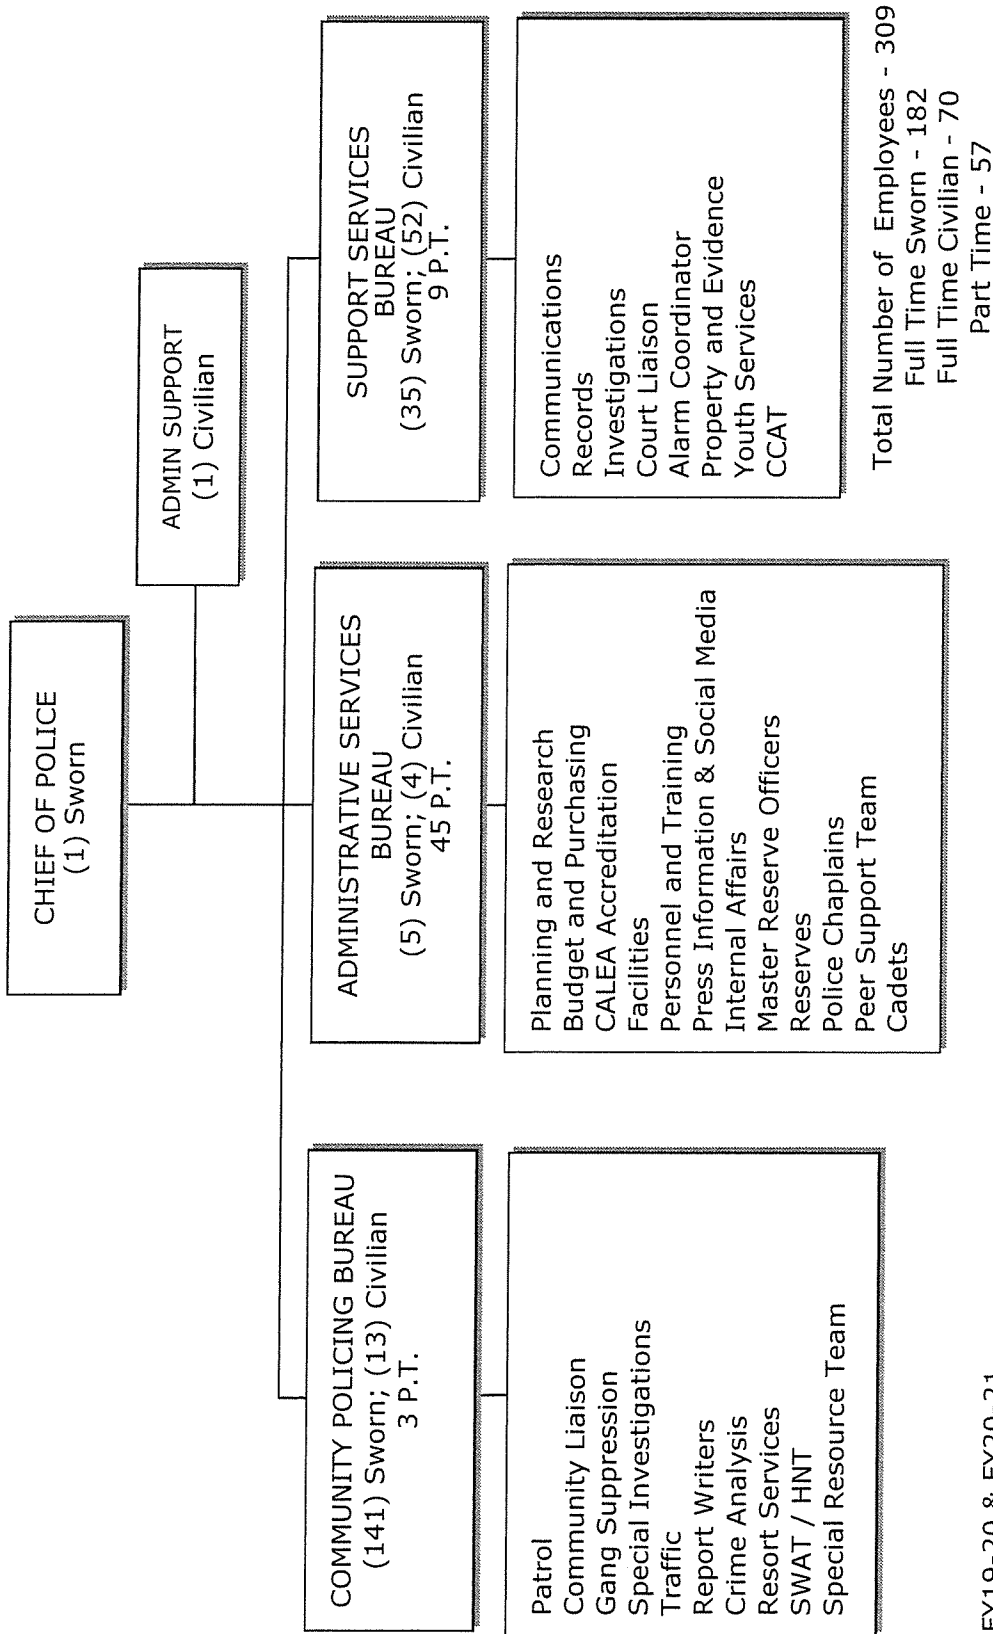 CHIEF OF POLICE
(1) Sworn
ADMIN SUPPORT
(1) Civilian
COMMUNITY POLICING BUREAU
(141) Sworn; (13) Civilian
3 P.T.
Patrol
Community Liaison
Gang Suppression
Special Investigations
Traffic
Report Writers
Crime Analysis
Resort Services
SWAT / HNT
Special Resource Team
ADMINISTRATIVE SERVICES
BUREAU
(5) Sworn; (4) Civilian
45 P.T.
Planning and Research
Budget and Purchasing
CALEA Accreditation
Facilities
Personnel and Training
Press Information & Social Media
Internal Affairs
Master Reserve Officers
Reserves
Police Chaplains
Peer Support Team
Cadets
SUPPORT SERVICES
BUREAU
(35) Sworn; (52) Civilian
9 P.T.
Communications
Records
Investigations
Court Liaison
Alarm Coordinator
Property and Evidence
Youth Services
CCAT
Total Number of Employees - 309
Full Time Sworn - 182
Full Time Civilian - 70
Part Time - 57
FY19-20 & FY20-21